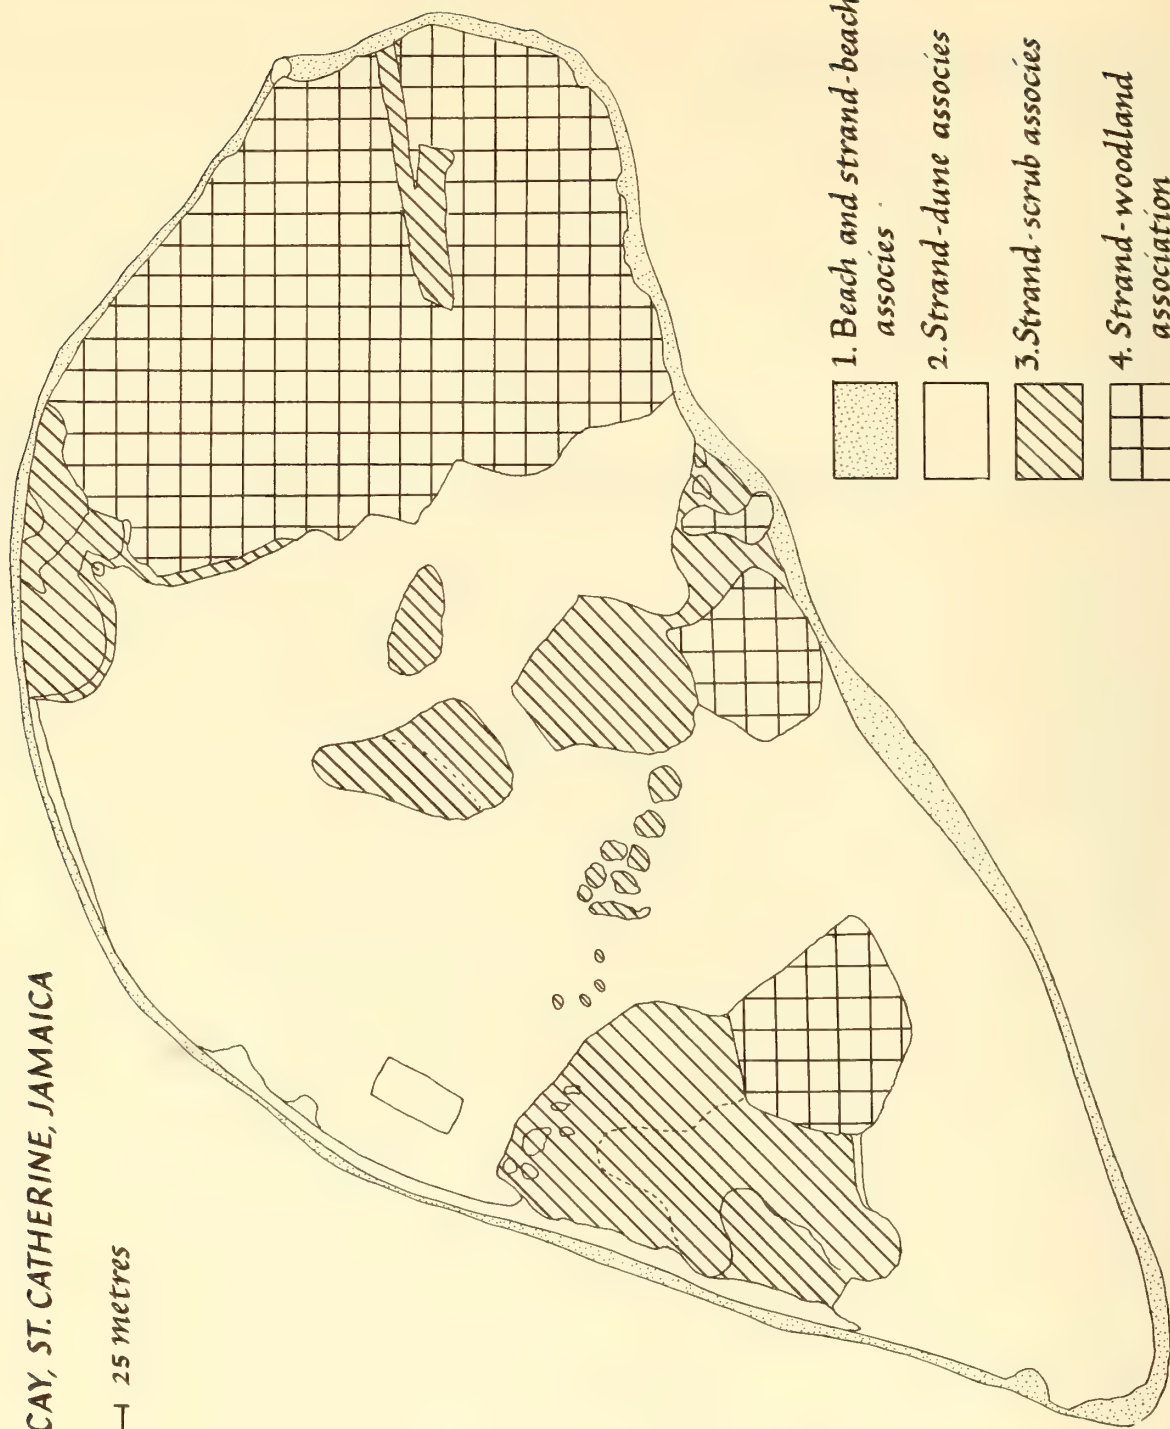 CAY, ST. CATHERINE, JAMAICA
25 metres
1. Beach and strand-beach
associes
2. Strand-dune associes
3. Strand-scrub associes
4. Strand-woodland
association